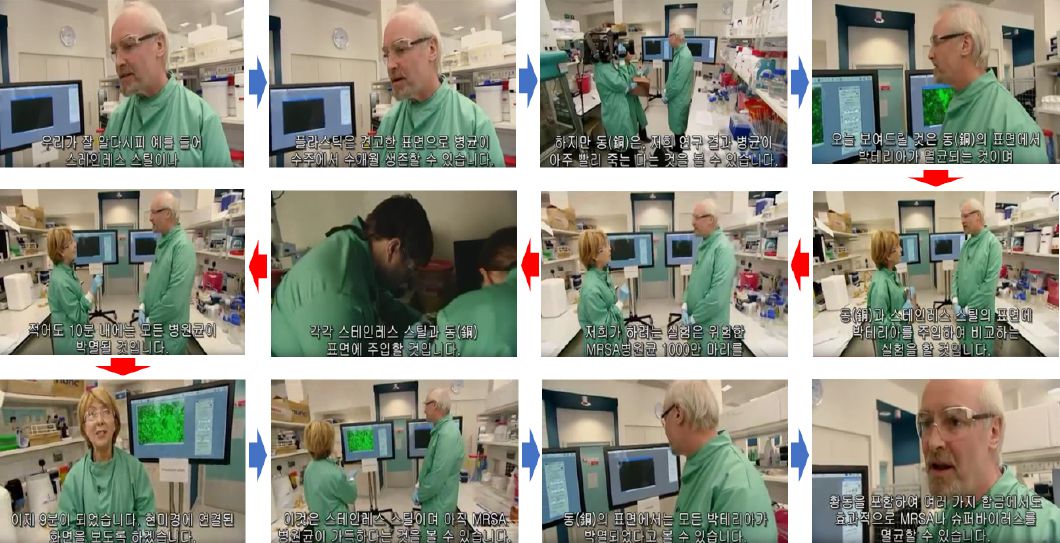 우리가 잘 알다시피 예를 들어
스레인레스 스틸이나
플라스틱은 견고한 표면으로 병균이
수주에서 수개월 생존할 수 있습니다.
하지만 동(銅)은, 저희 연구 결과 병균이
아주 빨리 죽는 다는 것을 볼 수 있습니다.
오늘 보여드릴 것은 동(銅)의 표면에서
박테리아가 멸균되는 것이며
동(銅)과 스테인레스 스틸의 표면에
박테리아를 주입하여 비교하는
실험을 할 것입니다.
저희가 하려는 실험은 위험한
MRSA병원균 1000만 마리를
각각 스테인레스 스틸과 동(銅)
표면에 주입할 것입니다.
적어도 10분 내에는 모든 병원균이
박멸될 것입니다.
이제 9분이 되었습니다. 현미경에 연결된
화면을 보도록 하겠습니다.
이것은 스테인레스 스틸이며 아직 MRSA
병원균이 가득하다는 것을 볼 수 있습니다.
동(銅)의 표면에서는 모든 박테리아가
박멸되었다고 볼 수 있습니다.
황동을 포함하여 여러 가지 합금에서도
효과적으로 MRSA나 슈퍼바이러스를
멸균할 수 있습니다.